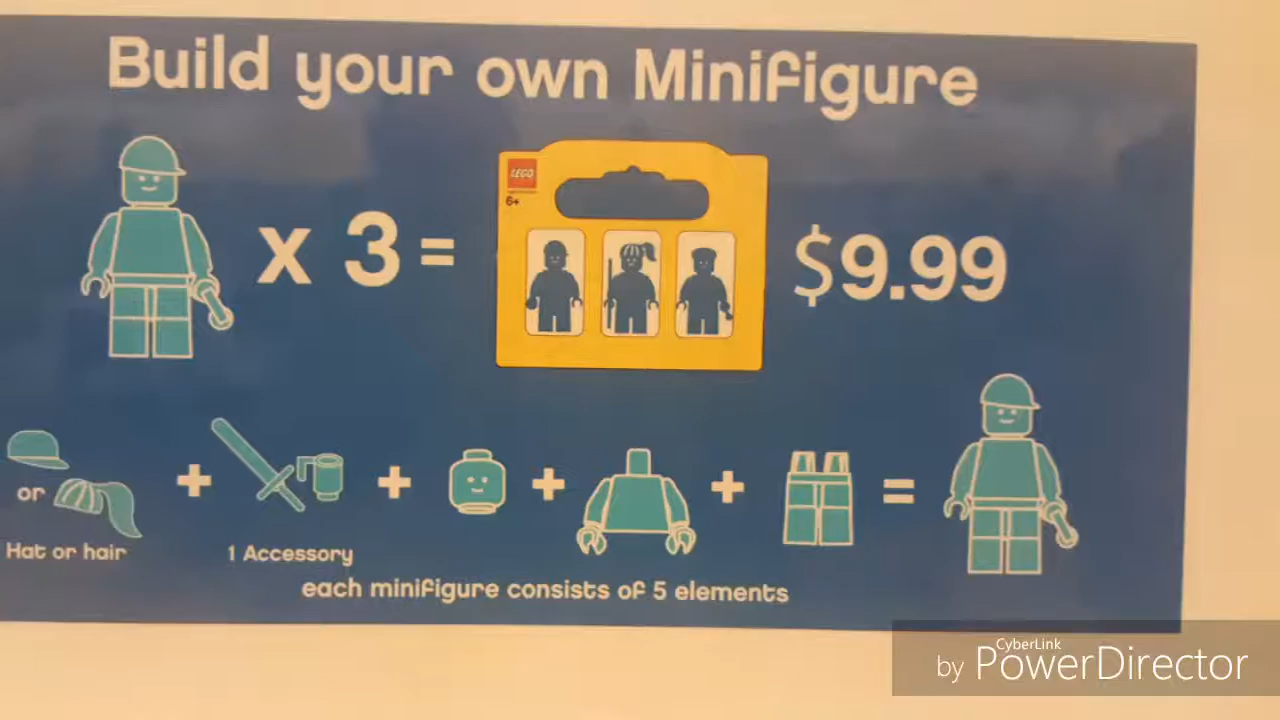 Build your own Minifigure
LEGO
6+
x 3 =
$9.99
+
+
+
+
=
or
Hat or hair
1 Accessory
each minifigure consists of 5 elements
CyberLink
by PowerDirector